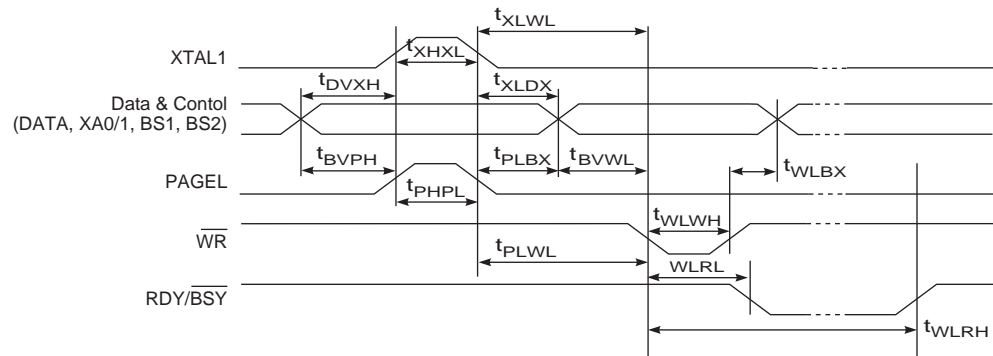 tXLWL
XTAL1
tXHXL
tDVXH
tXLDX
Data & Contol
(DATA, XA0/1, BS1, BS2)
tBVPH
tPLBX
tBVWL
tWLBX
PAGEL
tPHPL
tWLWH
WR
tPLWL
WLRL
RDY/BSY
tWLRH